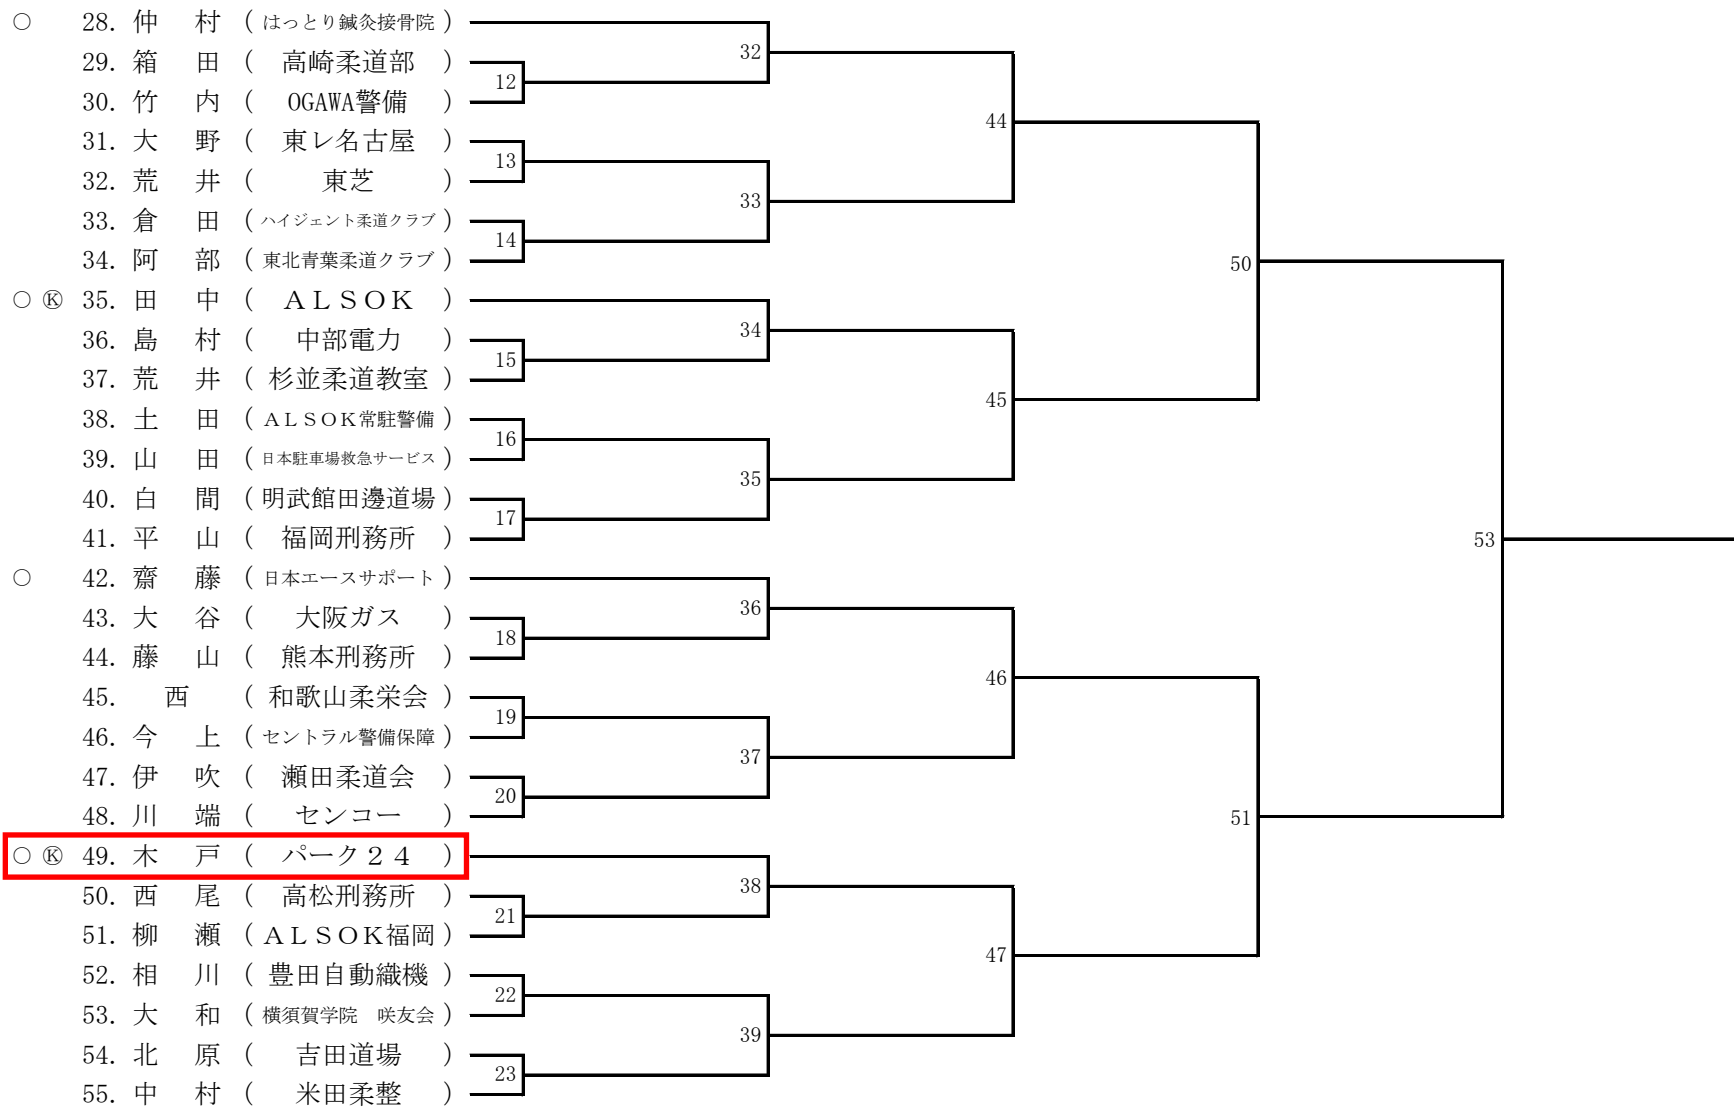 ○ 28. 仲 村 ( はっとり鍼灸接骨院 )
32
29. 箱 田 ( 高崎柔道部 )
12
30. 竹 内 ( OGAWA警備 )
44
31. 大 野 ( 東レ名古屋 )
13
32. 荒 井 ( 東芝 )
33
33. 倉 田 ( ハイジェント柔道クラブ )
14
34. 阿 部 ( 東北青葉柔道クラブ )
50
○ Ⓚ 35. 田 中 ( ＡＬＳＯＫ )
34
36. 島 村 ( 中部電力 )
15
37. 荒 井 ( 杉並柔道教室 )
45
38. 土 田 ( ＡＬＳＯＫ常駐警備 )
16
39. 山 田 ( 日本駐車場救急サービス )
35
40. 白 間 ( 明武館田邊道場 )
17
41. 平 山 ( 福岡刑務所 )
53
○ 42. 齋 藤 ( 日本エースサポート )
36
43. 大 谷 ( 大阪ガス )
18
44. 藤 山 ( 熊本刑務所 )
46
45. 西 ( 和歌山柔栄会 )
19
46. 今 上 ( セントラル警備保障 )
37
47. 伊 吹 ( 瀬田柔道会 )
20
48. 川 端 ( センコー )
51
○ Ⓚ 49. 木 戸 ( パーク２４ )
38
50. 西 尾 ( 高松刑務所 )
21
51. 柳 瀬 ( ＡＬＳＯＫ福岡 )
47
52. 相 川 ( 豊田自動織機 )
22
53. 大 和 ( 横須賀学院 咲友会 )
39
54. 北 原 ( 吉田道場 )
23
55. 中 村 ( 米田柔整 )